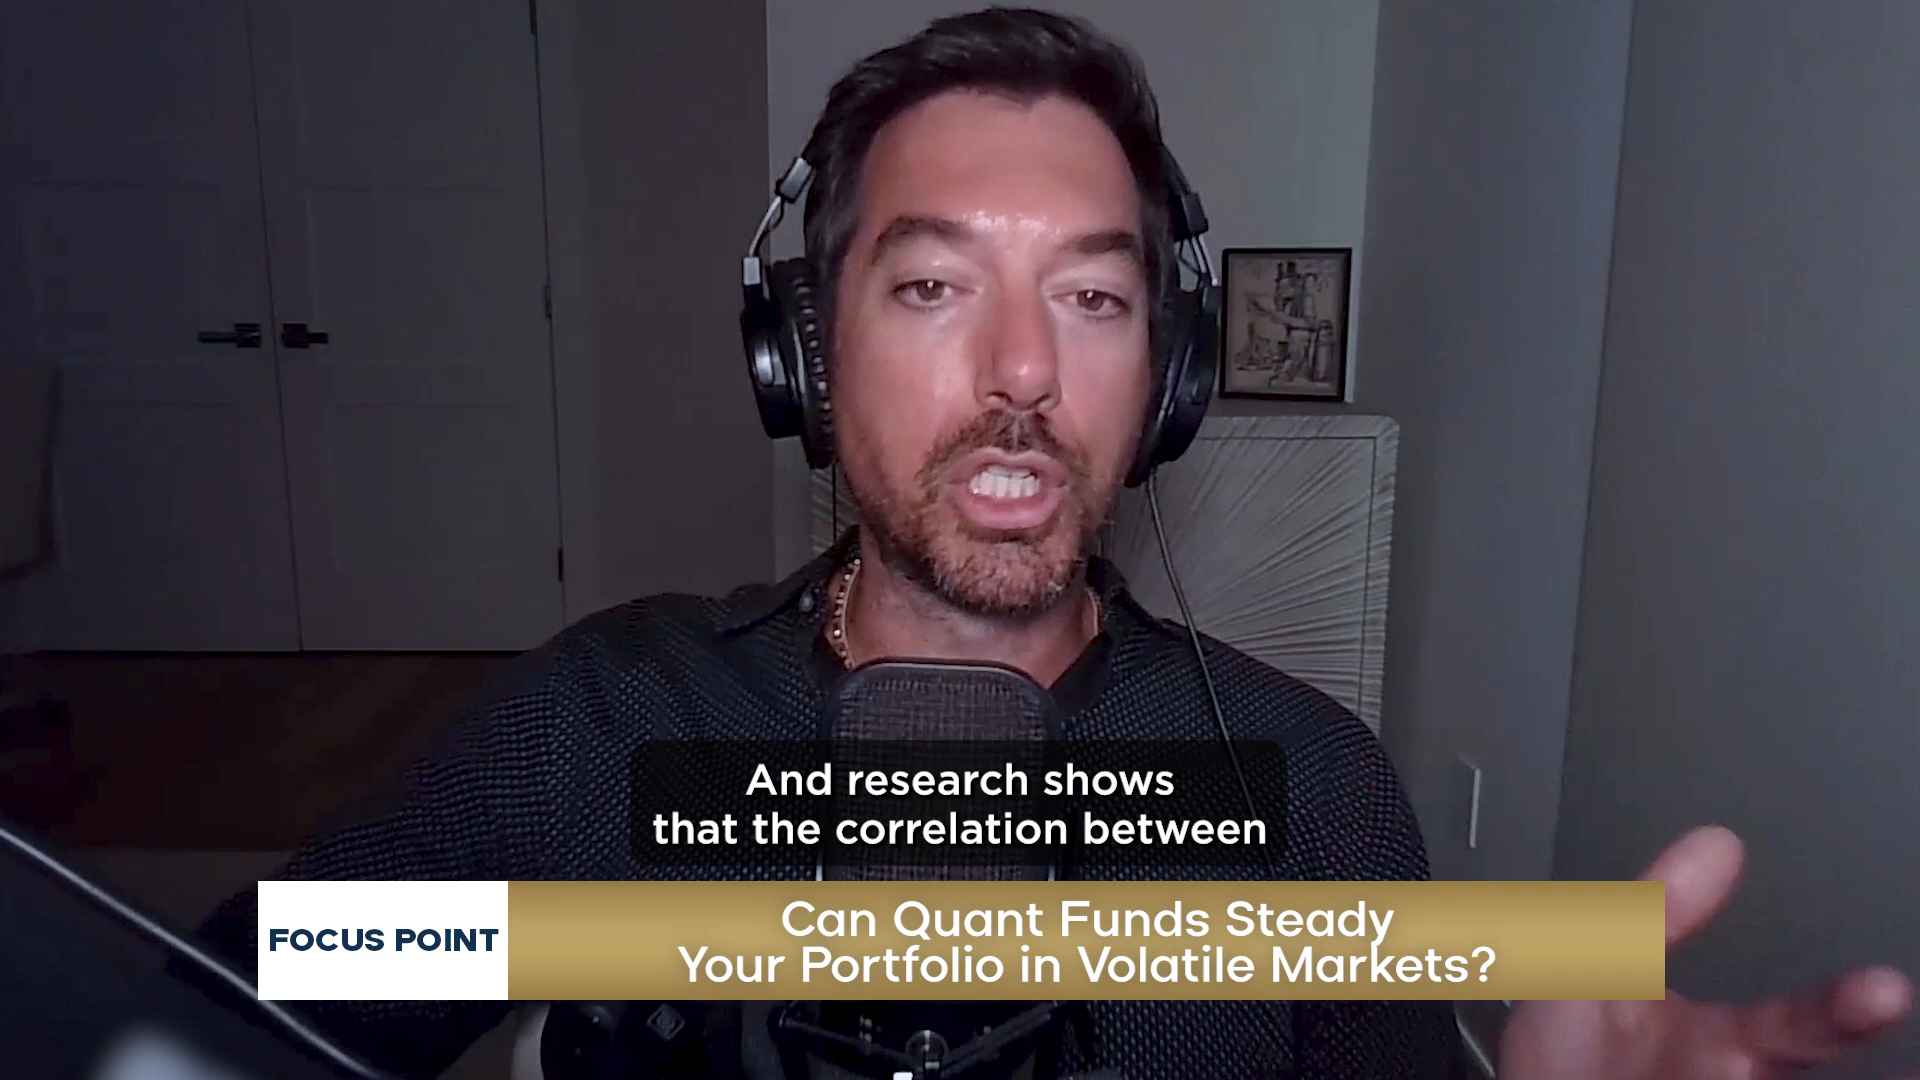 And research shows
that the correlation between
FOCUS POINT
Can Quant Funds Steady
Your Portfolio in Volatile Markets?